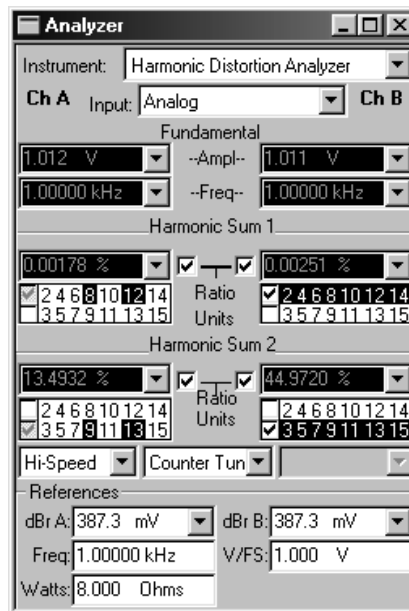 Analyzer
Instrument: Harmonic Distortion Analyzer
Ch A Input: Analog Ch B
Fundamental
1.012 V --Ampl-- 1.011 V
1.00000 kHz --Freq-- 1.00000 kHz
Harmonic Sum 1
0.00178 % 0.00251 %
2 4 6 8 10 12 14 Ratio 2 4 6 8 10 12 14
3 5 7 9 11 13 15 Units 3 5 7 9 11 13 15
Harmonic Sum 2
13.4932 % 44.9720 %
Ratio
2 4 6 8 10 12 14 Units 2 4 6 8 10 12 14
3 5 7 9 11 13 15 3 5 7 9 11 13 15
Hi-Speed Counter Tun
References
dBr A: 387.3 mV dBr B: 387.3 mV
Freq: 1.00000 kHz V/FS: 1.000 V
Watts: 8.000 Ohms